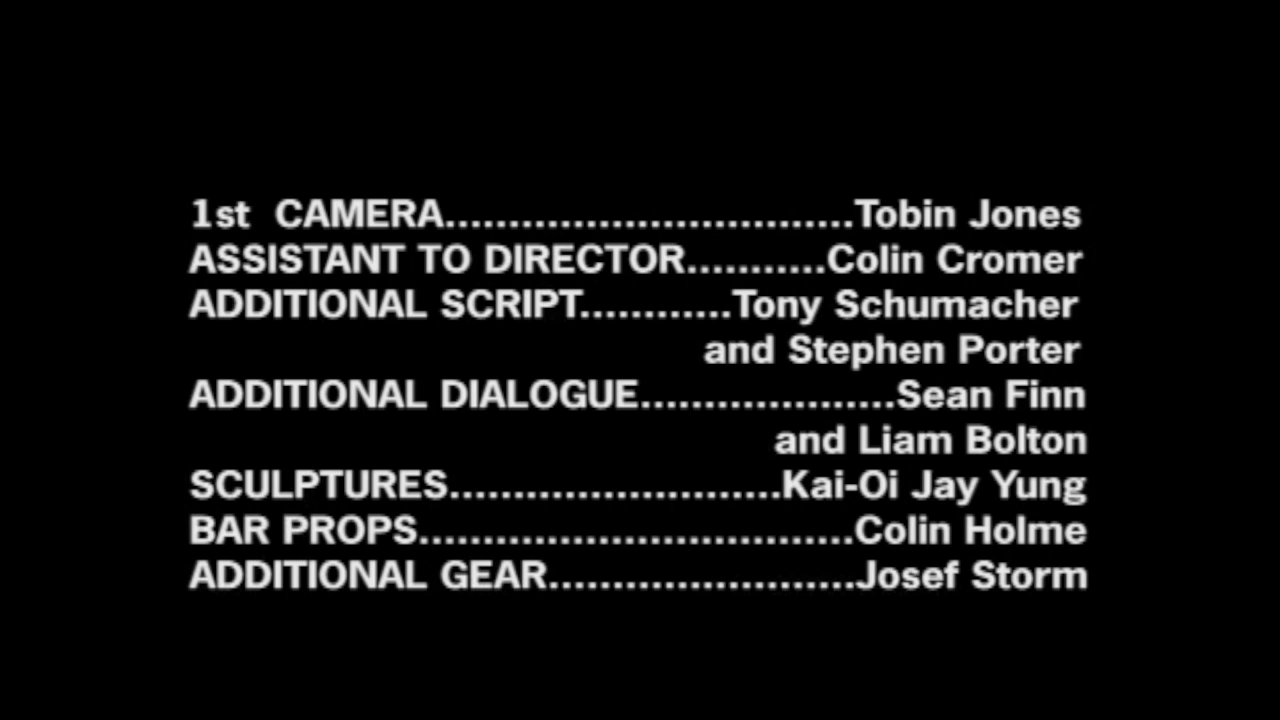 1st CAMERA................................Tobin Jones
ASSISTANT TO DIRECTOR...........Colin Cromer
ADDITIONAL SCRIPT............Tony Schumacher
and Stephen Porter
ADDITIONAL DIALOGUE....................Sean Finn
and Liam Bolton
SCULPTURES..........................Kai-Oi Jay Yung
BAR PROPS..................................Colin Holme
ADDITIONAL GEAR........................Josef Storm